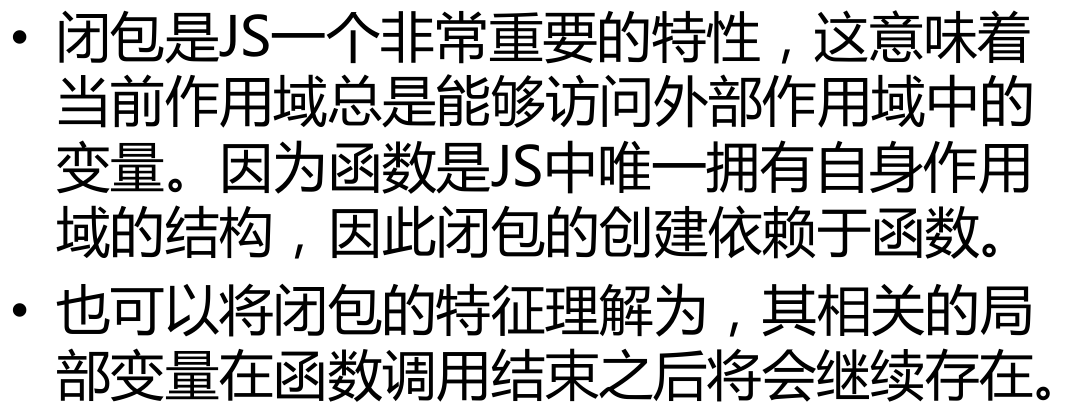 • 闭包是JS一个非常重要的特性，这意味着
当前作用域总是能够访问外部作用域中的
变量。因为函数是JS中唯一拥有自身作用
域的结构，因此闭包的创建依赖于函数。
• 也可以将闭包的特征理解为，其相关的局
部变量在函数调用结束之后将会继续存在。